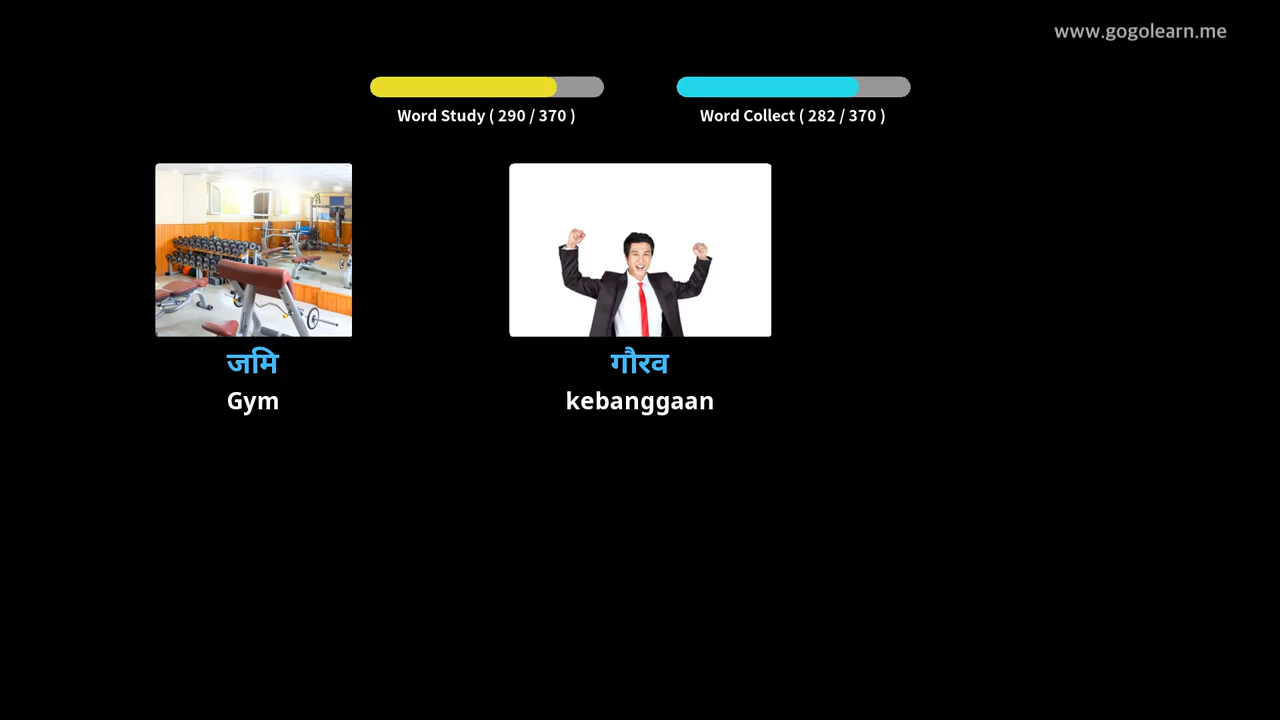 www.gogolearn.me
Word Study ( 290 / 370 )
Word Collect ( 282 / 370 )
जमि
Gym
गौरव
kebanggaan